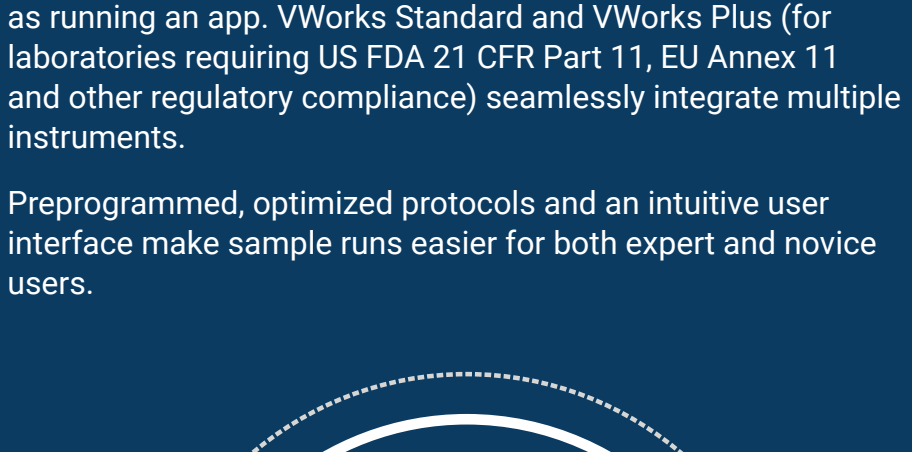 as running an app. VWorks Standard and VWorks Plus (for
laboratories requiring US FDA 21 CFR Part 11, EU Annex 11
and other regulatory compliance) seamlessly integrate multiple
instruments.
Preprogrammed, optimized protocols and an intuitive user
interface make sample runs easier for both expert and novice
users.